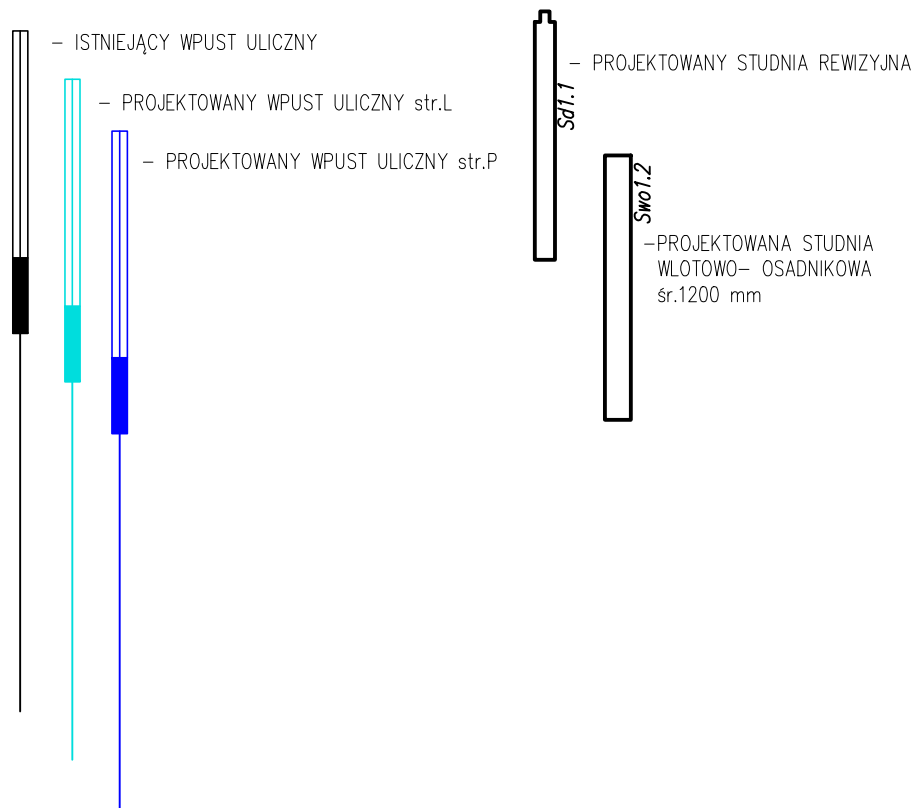 – ISTNIEJĄCY WPUST ULICZNY
– PROJEKTOWANY WPUST ULICZNY str.L
– PROJEKTOWANY WPUST ULICZNY str.P
– PROJEKTOWANY STUDNIA REWIZYJNA
Sd1.1
Swo1.2
–PROJEKTOWANA STUDNIA
WLOTOWO– OSADNIKOWA
śr.1200 mm